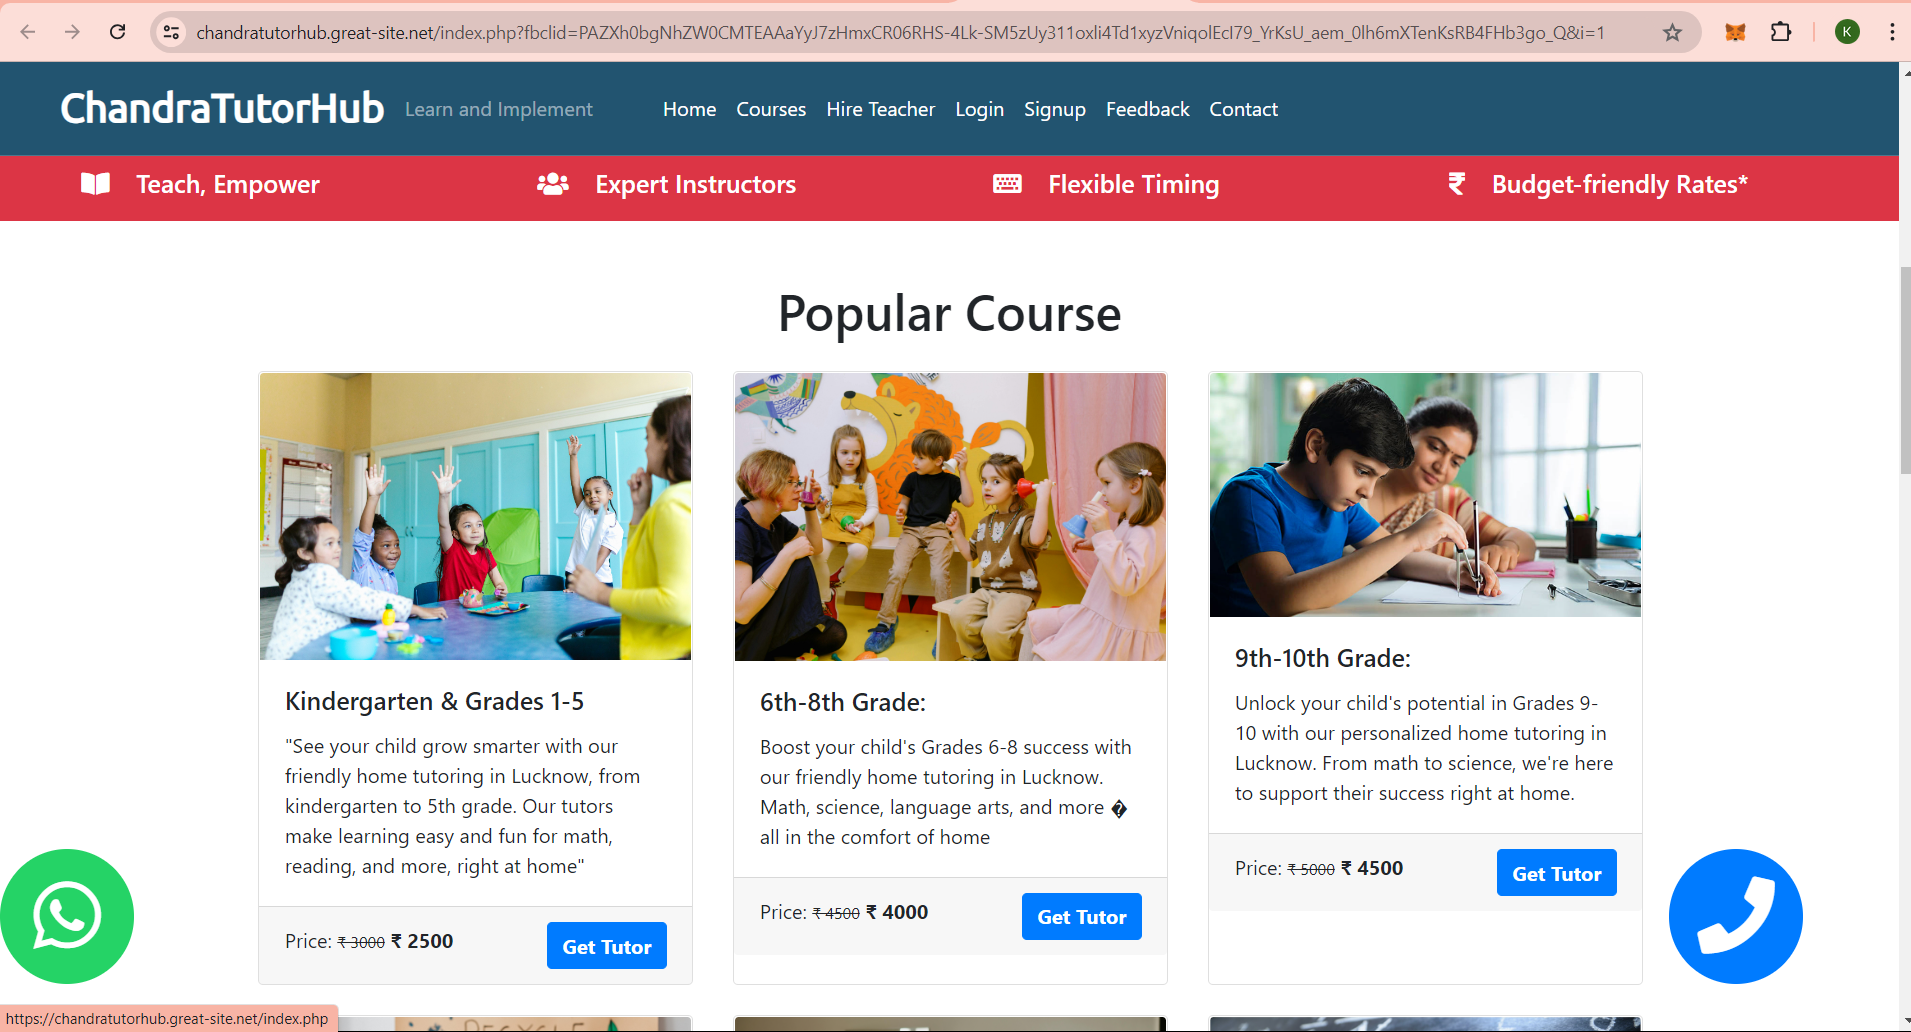 chandratutorhub.great-site.net/index.php?fbclid=PAZXh0bgNhZW0CMTEAAaYyJ7zHmxCR06RHS-4Lk-SM5zUy311oxli4Td1xyzVniqolEcI79_YrKsU_aem_0lh6mXTenKsRB4FHb3go_Q&i=1
K
ChandraTutorHub Learn and Implement Home Courses Hire Teacher Login Signup Feedback Contact
Teach, Empower Expert Instructors Flexible Timing ₹ Budget-friendly Rates*
Popular Course
Kindergarten & Grades 1-5
"See your child grow smarter with our
friendly home tutoring in Lucknow, from
kindergarten to 5th grade. Our tutors
make learning easy and fun for math,
reading, and more, right at home"
Price: ₹ 3000 ₹ 2500 Get Tutor
6th-8th Grade:
Boost your child's Grades 6-8 success with
our friendly home tutoring in Lucknow.
Math, science, language arts, and more �
all in the comfort of home
Price: ₹ 4500 ₹ 4000 Get Tutor
9th-10th Grade:
Unlock your child's potential in Grades 9-
10 with our personalized home tutoring in
Lucknow. From math to science, we're here
to support their success right at home.
Price: ₹ 5000 ₹ 4500 Get Tutor
https://chandratutorhub.great-site.net/index.php
RECYCLE